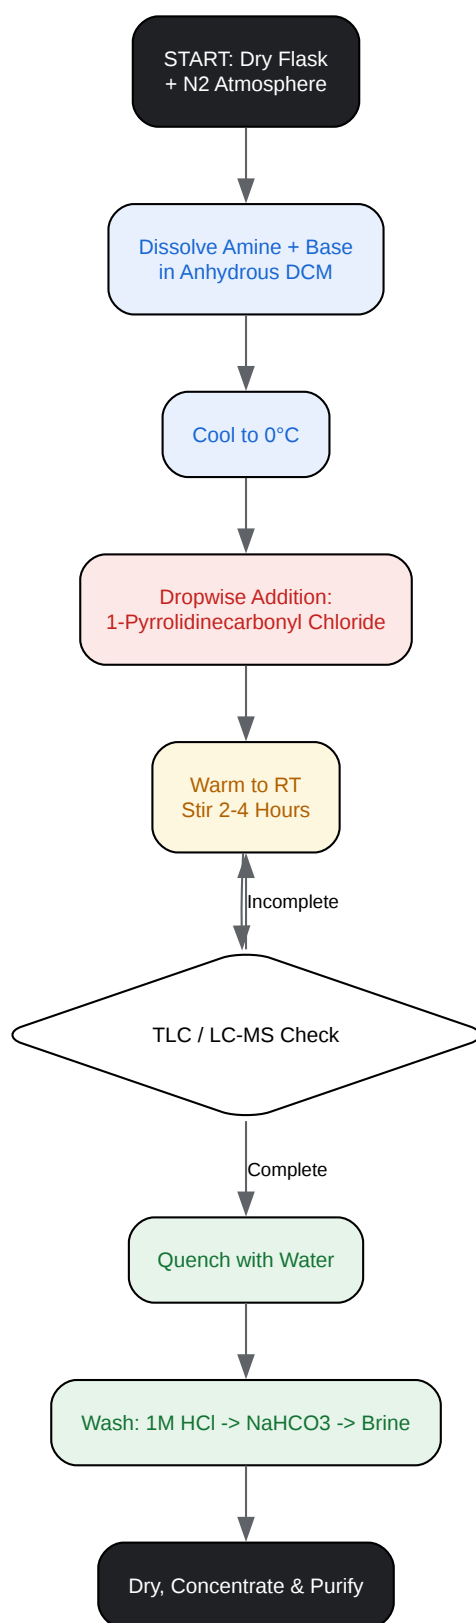 START: Dry Flask
+ N2 Atmosphere
Dissolve Amine + Base
in Anhydrous DCM
Cool to 0°C
Dropwise Addition:
1-Pyrrolidinecarbonyl Chloride
Warm to RT
Stir 2-4 Hours
Incomplete
TLC / LC-MS Check
Complete
Quench with Water
Wash: 1M HCl -> NaHCO3 -> Brine
Dry, Concentrate & Purify